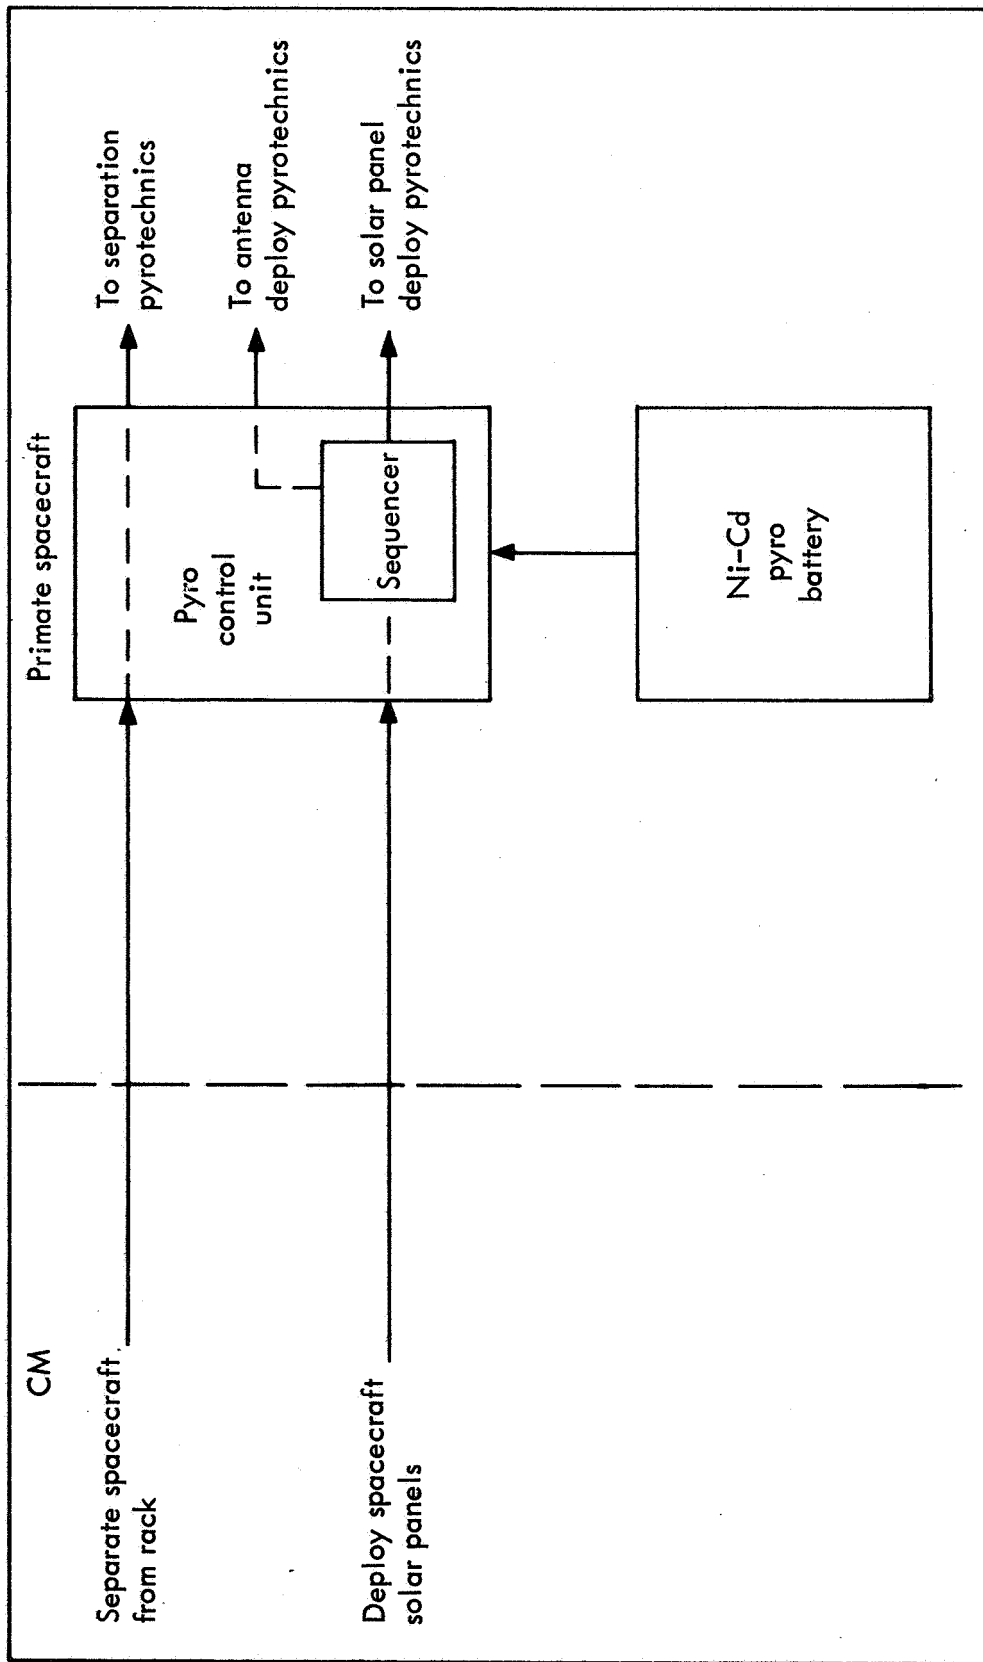 CM
Primate spacecraft
Separate spacecraft
from rack
To separation
pyrotechnics
Pyro
control
unit
To antenna
deploy pyrotechnics
Deploy spacecraft
solar panels
Sequencer
To solar panel
deploy pyrotechnics
Ni-Cd
pyro
battery